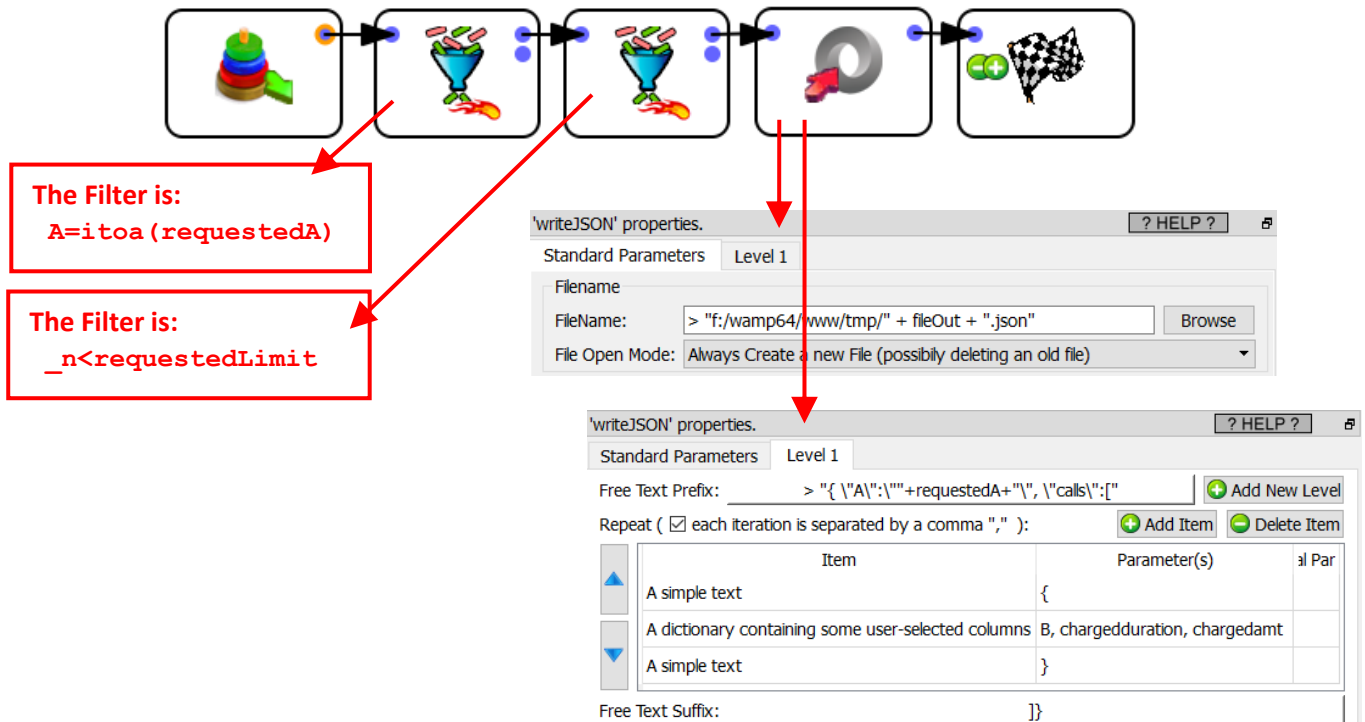 The Filter is:
A=itoa(requestedA)
The Filter is:
_n<requestedLimit
'writeJSON' properties.
? HELP ?
Standard Parameters
Level 1
Filename
FileName:
> "f:/wamp64/www/tmp/" + fileOut + ".json"
Browse
File Open Mode:
Always Create a new File (possibily deleting an old file)
'writeJSON' properties.
? HELP ?
Standard Parameters
Level 1
Free Text Prefix:
> "{ \"A\":\""+requestedA+"\", \"calls\":["
Add New Level
Repeat ( ☑ each iteration is separated by a comma "," ):
Add Item
Delete Item
Item
Parameter(s)
al Par
A simple text
{
A dictionary containing some user-selected columns
B, chargedduration, chargedamt
A simple text
}
Free Text Suffix:
]}